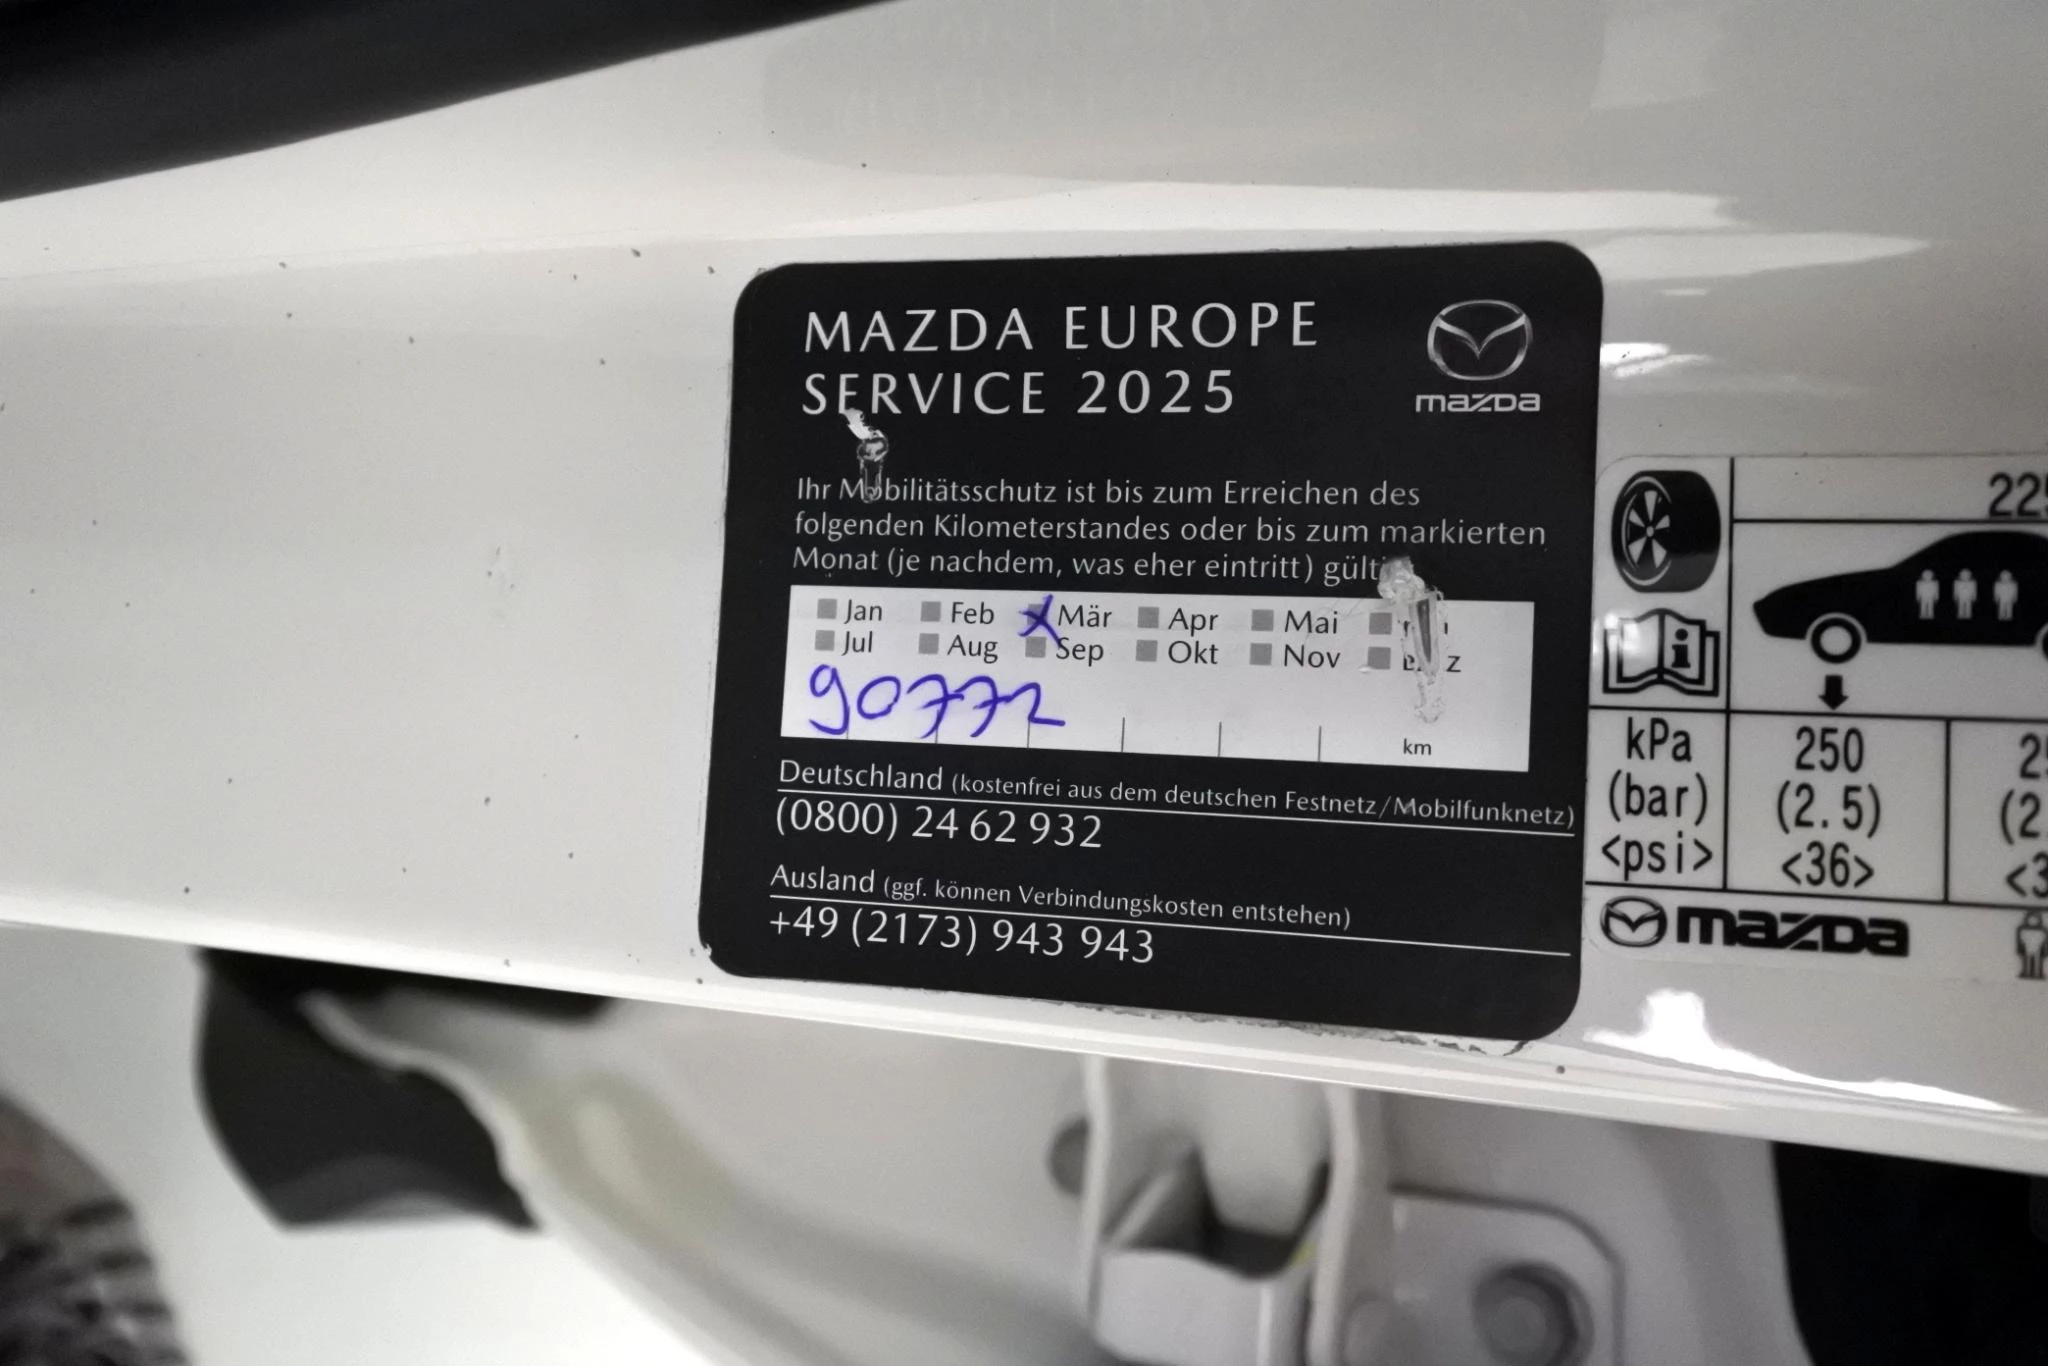 MAZDA EUROPE
SERVICE 2025
mazda
Ihr Mobilitätsschutz ist bis zum Erreichen des
folgenden Kilometerstandes oder bis zum markierten
Monat (je nachdem, was eher eintritt)
Jan Feb Mär Apr Mai
Jul Aug Sep Okt Nov
90772
km
Deutschland (kostenfrei aus dem deutschen Festnetz/Mobilfunknetz)
(0800) 24 62 932
Ausland (ggf. können Verbindungskosten entstehen)
+49 (2173) 943 943
kPa 250
(bar) (2.5)
<psi> <36>
mazda